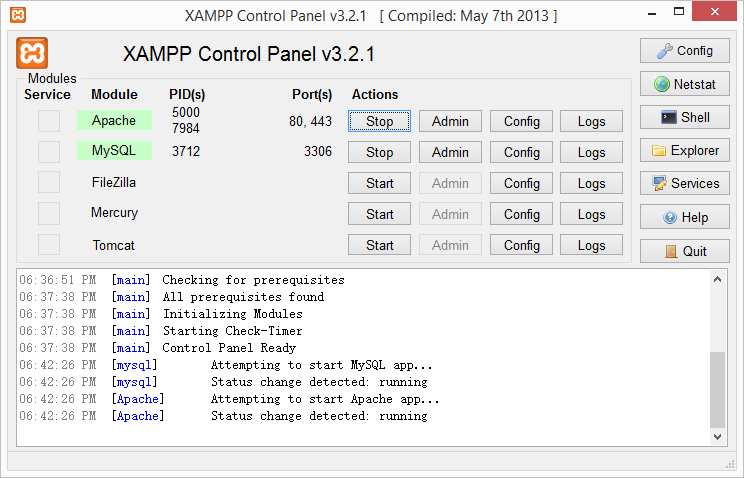 XAMPP Control Panel v3.2.1 [ Compiled: May 7th 2013 ]
XAMPP Control Panel v3.2.1
Config
Modules
Service Module PID(s) Port(s) Actions
Netstat
Apache 5000 7984 80, 443 Stop Admin Config Logs
Shell
MySQL 3712 3306 Stop Admin Config Logs
Explorer
FileZilla Start Admin Config Logs
Services
Mercury Start Admin Config Logs
Help
Tomcat Start Admin Config Logs
Quit
06:36:51 PM [main] Checking for prerequisites
06:37:38 PM [main] All prerequisites found
06:37:38 PM [main] Initializing Modules
06:37:38 PM [main] Starting Check-Timer
06:37:38 PM [main] Control Panel Ready
06:42:26 PM [mysql] Attempting to start MySQL app...
06:42:26 PM [mysql] Status change detected: running
06:42:26 PM [Apache] Attempting to start Apache app...
06:42:26 PM [Apache] Status change detected: running